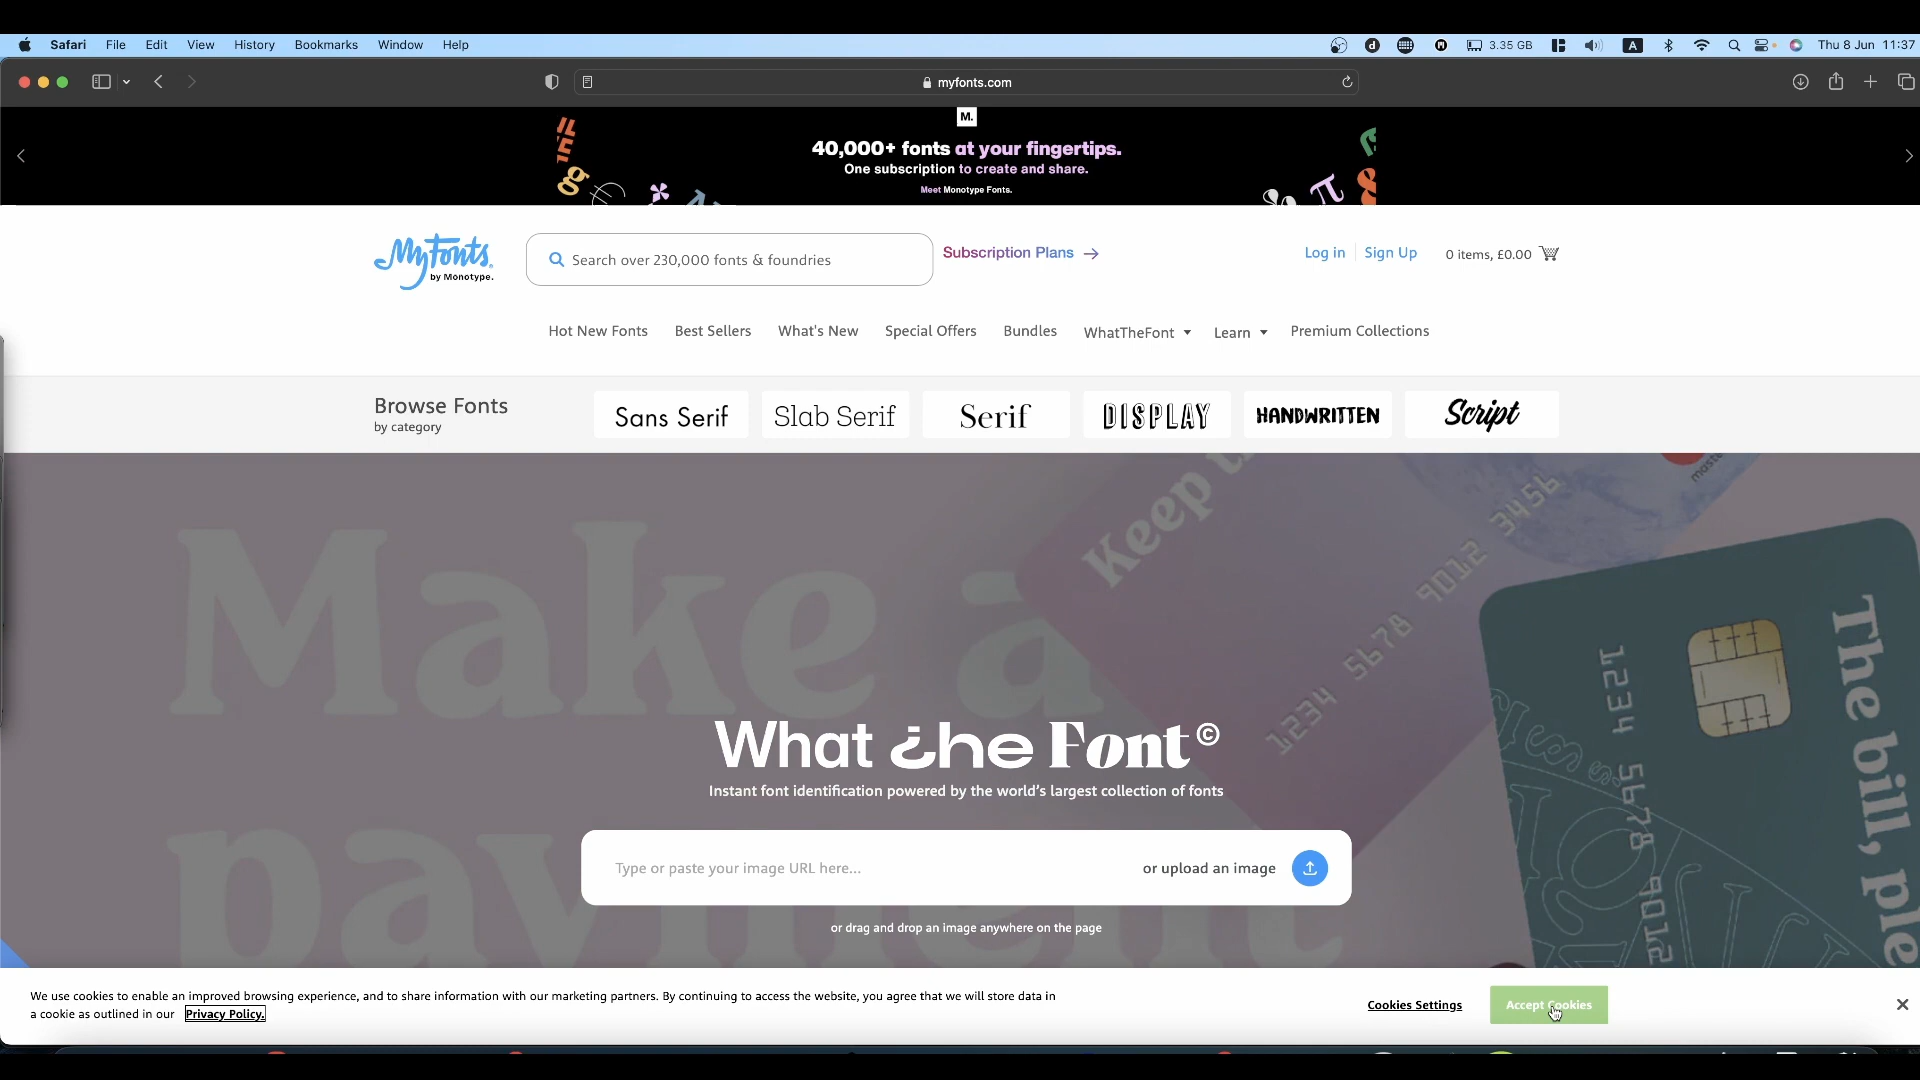 Safari File Edit View History Bookmarks Window Help
3.35 GB A Thu 8 Jun 11:37
myfonts.com
M.
40,000+ fonts at your fingertips.
One subscription to create and share.
Meet Monotype Fonts.
MyFonts
by Monotype.
Search over 230,000 fonts & foundries
Subscription Plans
Log in Sign Up 0 items, £0.00
Hot New Fonts Best Sellers What's New Special Offers Bundles WhatTheFont Learn Premium Collections
Browse Fonts
by category
Sans Serif Slab Serif Serif DISPLAY HANDWRITTEN Script
Make a
payment
Keep
1234 5678 9012 3456
The bill, ple
1234 5678 9012
What ¿he Font©
Instant font identification powered by the world's largest collection of fonts
Type or paste your image URL here... or upload an image
or drag and drop an image anywhere on the page
We use cookies to enable an improved browsing experience, and to share information with our marketing partners. By continuing to access the website, you agree that we will store data in
a cookie as outlined in our Privacy Policy.
Cookies Settings Accept Cookies